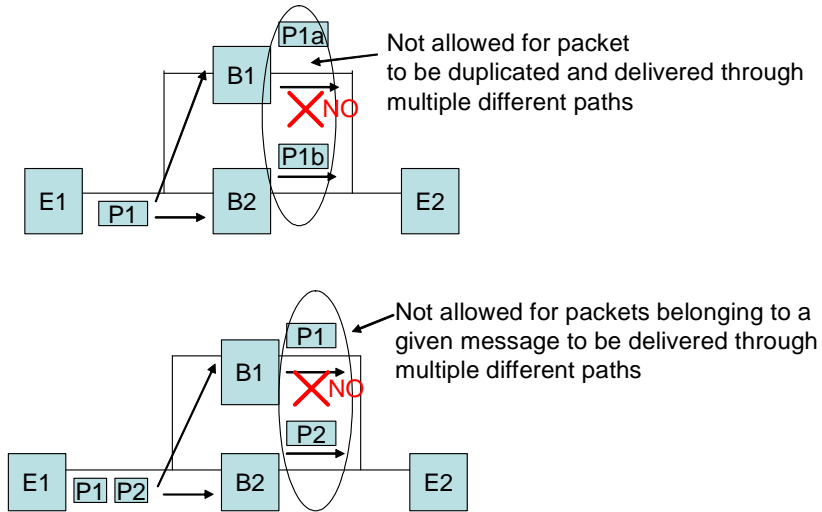 P1a
Not allowed for packet
to be duplicated and delivered through
multiple different paths
B1
NO
P1b
E1
P1
B2
E2
Not allowed for packets belonging to a
given message to be delivered through
multiple different paths
P1
B1
NO
P2
E1
P1
P2
B2
E2